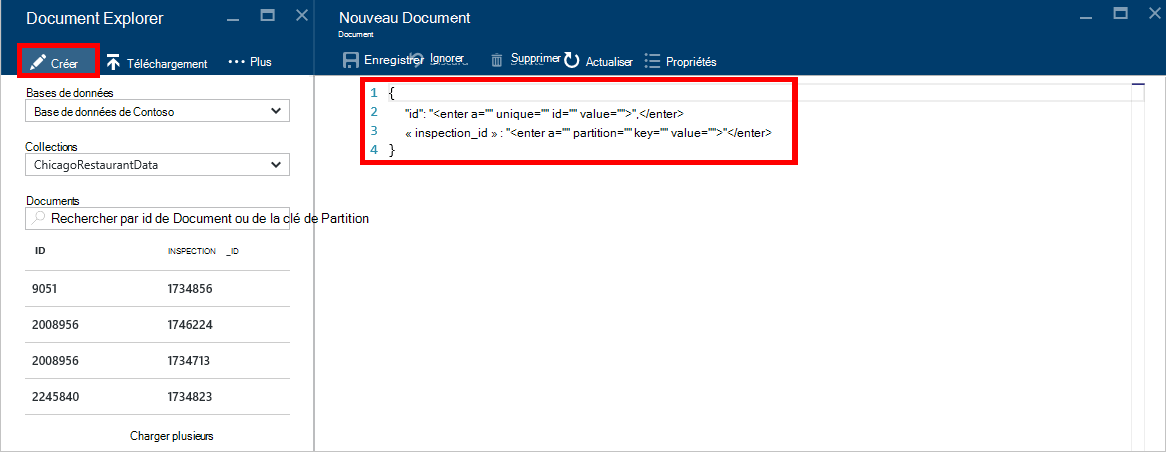 Document Explorer
Créer Téléchargement ••• Plus
Bases de données
Base de données de Contoso
Collections
ChicagoRestaurantData
Documents
Rechercher par id de Document ou de la clé de Partition
ID INSPECTION _ID
9051 1734856
2008956 1746224
2008956 1734713
2245840 1734823
Charger plusieurs
Nouveau Document
Document
Enregistrer Ignorer Supprimer Actualiser Propriétés
1 {
2 "id": "<enter a="" unique="" id="" value="">",</enter>
3 « inspection_id » : "<enter a="" partition="" key="" value="">"</enter>
4 }